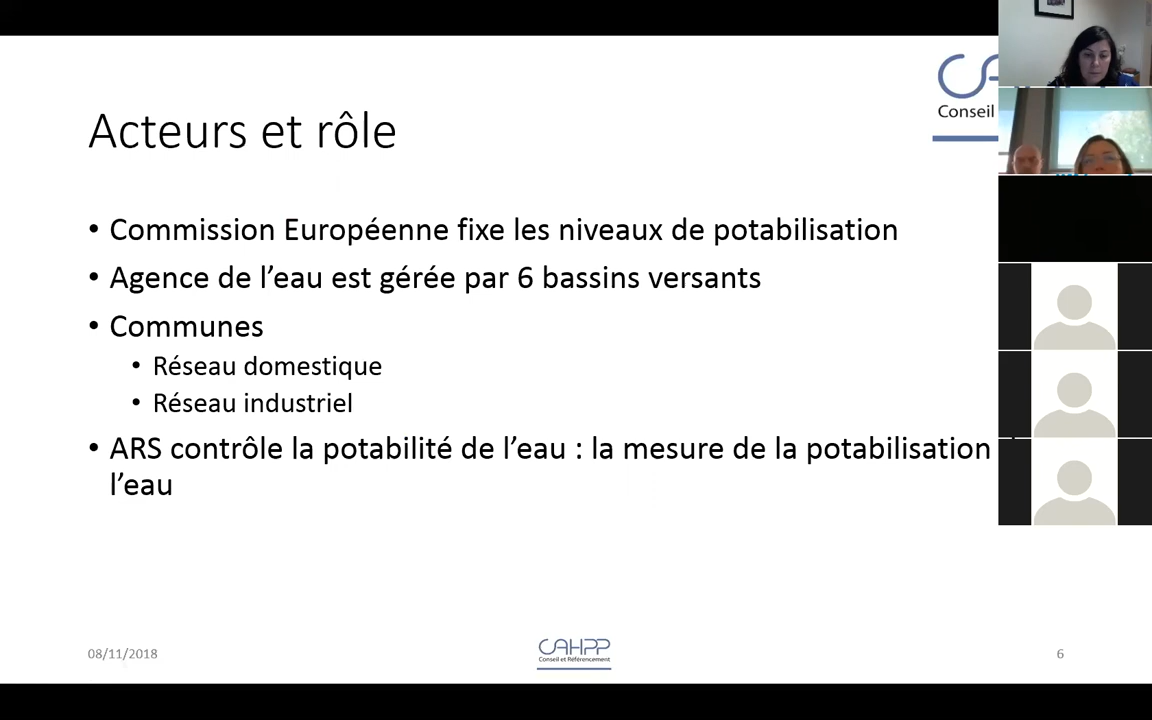 CA
Conseil
Acteurs et rôle
• Commission Européenne fixe les niveaux de potabilisation
• Agence de l’eau est gérée par 6 bassins versants
• Communes
• Réseau domestique
• Réseau industriel
• ARS contrôle la potabilité de l’eau : la mesure de la potabilisation
l’eau
08/11/2018
CAHPP
Conseil et Référencement
6